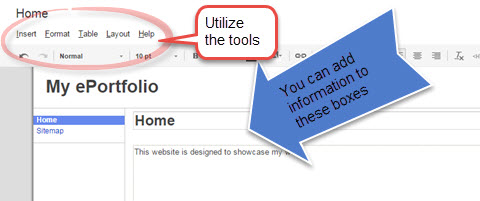 Home
Insert Format Table Layout Help
Utilize
the tools
Normal 10 pt B
You can add
information to
these boxes
My ePortfolio
Home
Sitemap
Home
This website is designed to showcase my